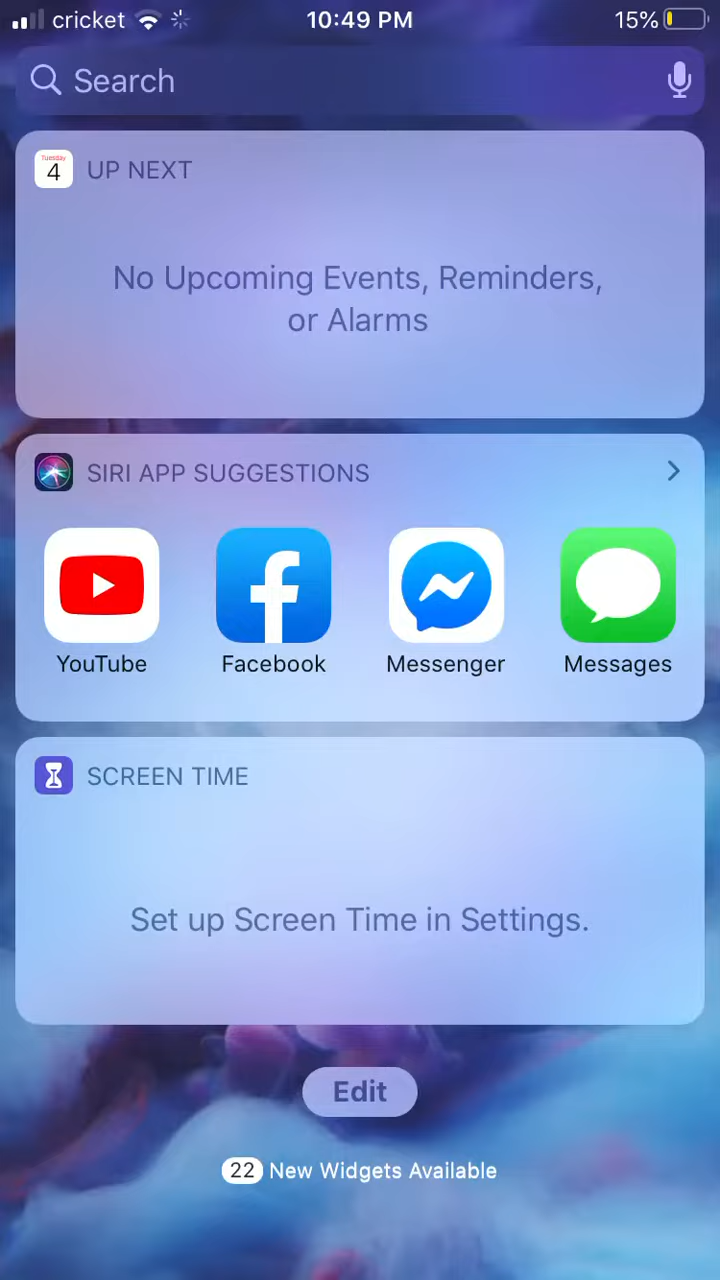 cricket 10:49 PM 15%
Search
Tuesday
4 UP NEXT
No Upcoming Events, Reminders,
or Alarms
SIRI APP SUGGESTIONS
YouTube Facebook Messenger Messages
SCREEN TIME
Set up Screen Time in Settings.
Edit
22 New Widgets Available